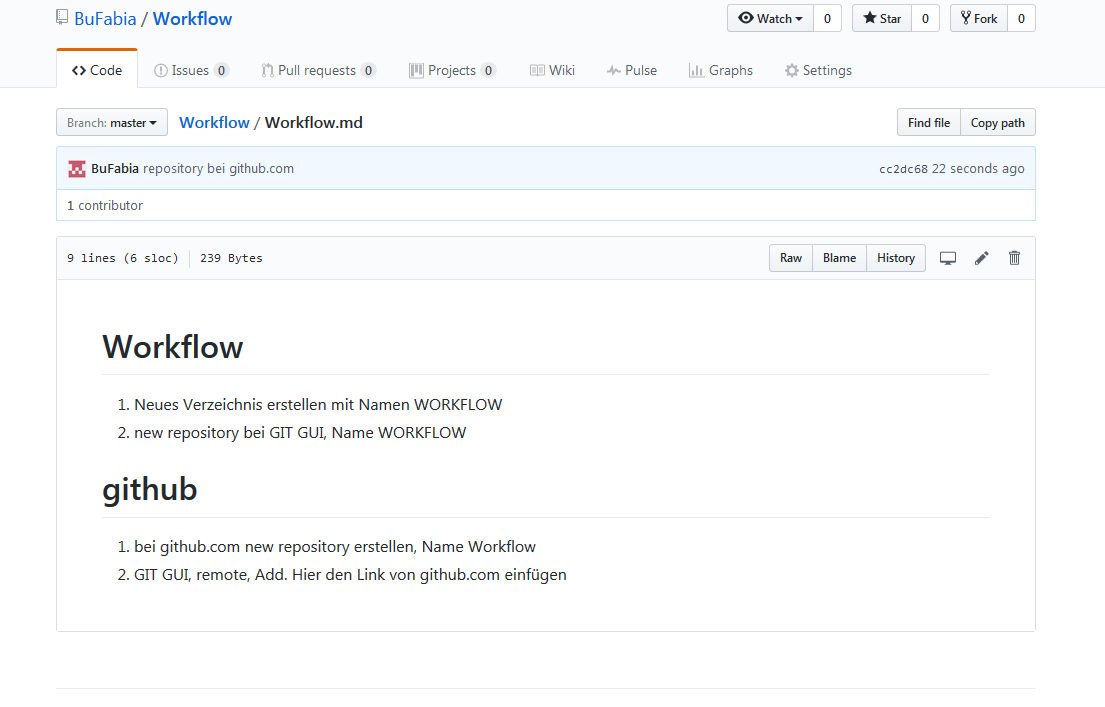 BuFabia / Workflow
Watch 0 Star 0 Fork 0
Code Issues 0 Pull requests 0 Projects 0 Wiki Pulse Graphs Settings
Branch: master Workflow / Workflow.md Find file Copy path
BuFabia repository bei github.com cc2dc68 22 seconds ago
1 contributor
9 lines (6 sloc) 239 Bytes Raw Blame History
Workflow
1. Neues Verzeichnis erstellen mit Namen WORKFLOW
2. new repository bei GIT GUI, Name WORKFLOW
github
1. bei github.com new repository erstellen, Name Workflow
2. GIT GUI, remote, Add. Hier den Link von github.com einfügen